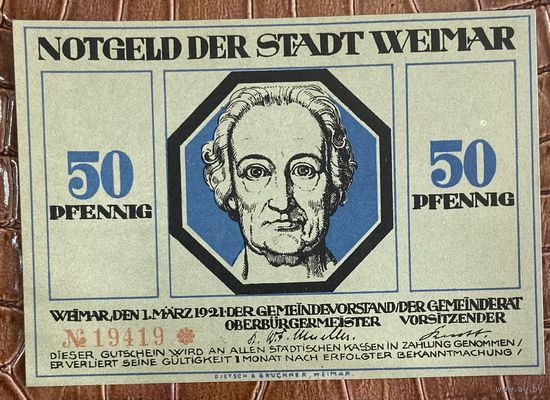 NOTGELD DER STADT WEIMAR
50
PFENNIG
50
PFENNIG
WEIMAR, DEN 1. MÄRZ 1921·DER GEMEINDEVORSTAND/DER GEMEINDERAT
OBERBÜRGERMEISTER VORSITZENDER
№ 19419
DIESER GUTSCHEIN WIRD AN ALLEN STÄDTISCHEN KASSEN IN ZAHLUNG GENOMMEN/
ER VERLIERT SEINE GÜLTIGKEIT 1 MONAT NACH ERFOLGTER BEKANNTMACHUNG/
DIETSCH & BRÜCKNER, WEIMAR.
ay.by